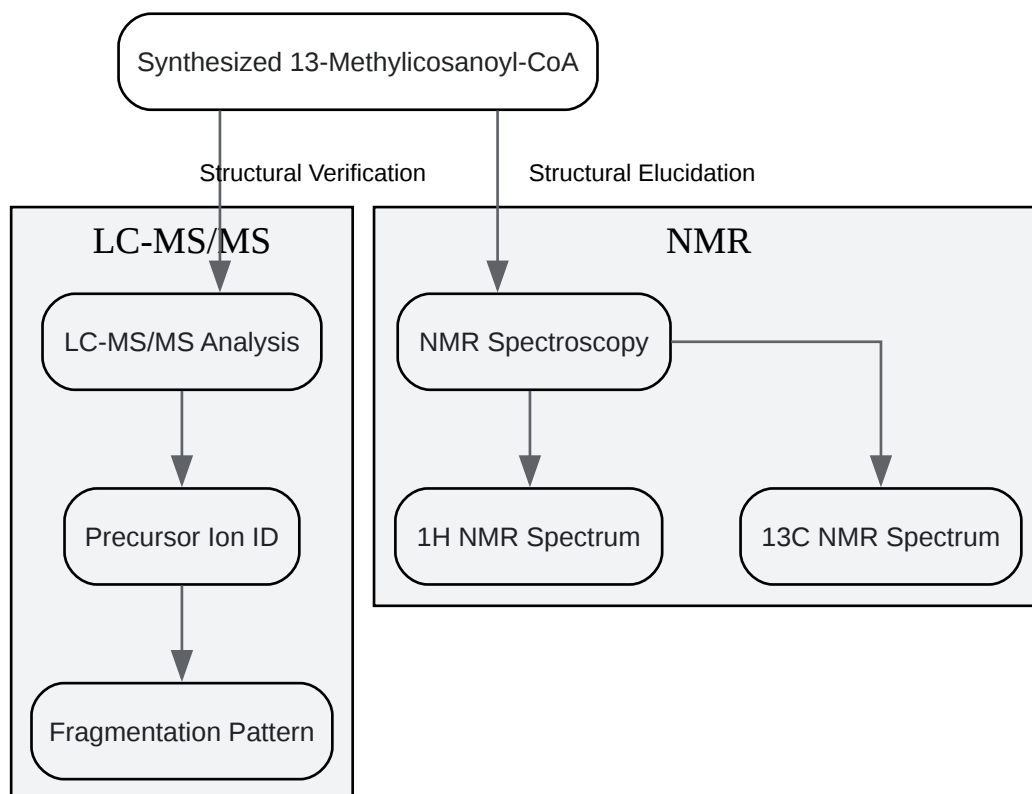 Synthesized 13-Methylicosanoyl-CoA
Structural Verification
Structural Elucidation
LC-MS/MS
NMR
LC-MS/MS Analysis
NMR Spectroscopy
Precursor Ion ID
1H NMR Spectrum
13C NMR Spectrum
Fragmentation Pattern